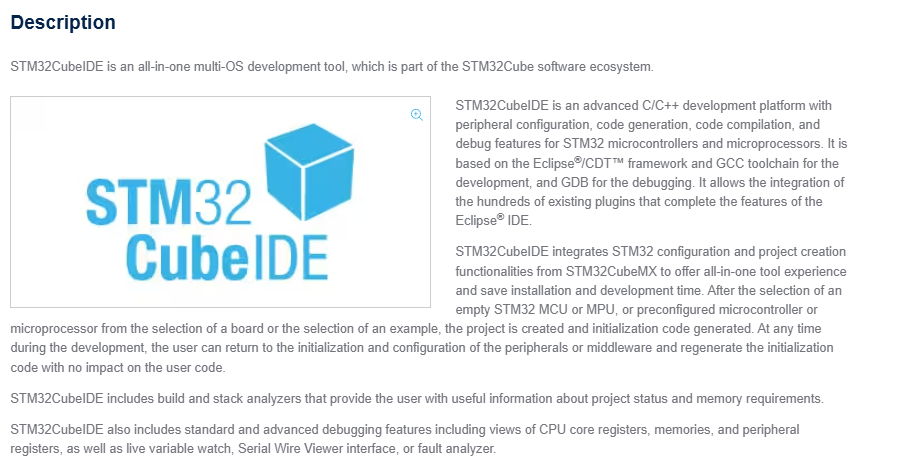 Description
STM32CubeIDE is an all-in-one multi-OS development tool, which is part of the STM32Cube software ecosystem.
STM32
CubeIDE
STM32CubeIDE is an advanced C/C++ development platform with
peripheral configuration, code generation, code compilation, and
debug features for STM32 microcontrollers and microprocessors. It is
based on the Eclipse®/CDT™ framework and GCC toolchain for the
development, and GDB for the debugging. It allows the integration of
the hundreds of existing plugins that complete the features of the
Eclipse® IDE.
STM32CubeIDE integrates STM32 configuration and project creation
functionalities from STM32CubeMX to offer all-in-one tool experience
and save installation and development time. After the selection of an
empty STM32 MCU or MPU, or preconfigured microcontroller or
microprocessor from the selection of a board or the selection of an example, the project is created and initialization code generated. At any time
during the development, the user can return to the initialization and configuration of the peripherals or middleware and regenerate the initialization
code with no impact on the user code.
STM32CubeIDE includes build and stack analyzers that provide the user with useful information about project status and memory requirements.
STM32CubeIDE also includes standard and advanced debugging features including views of CPU core registers, memories, and peripheral
registers, as well as live variable watch, Serial Wire Viewer interface, or fault analyzer.